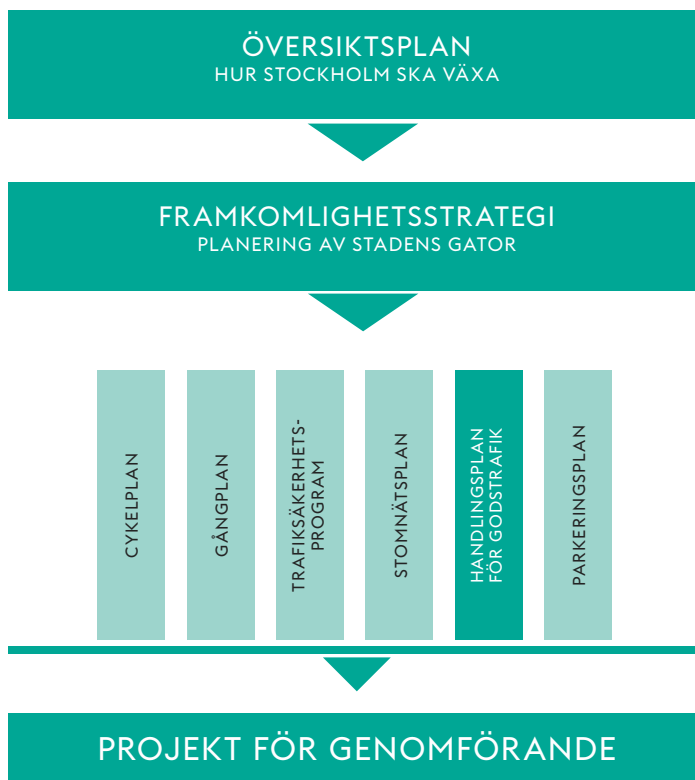 ÖVERSIKTSPLAN
HUR STOCKHOLM SKA VÄXA
FRAMKOMLIGHETSSTRATEGI
PLANERING AV STADENS GATOR
CYKELPLAN
GÅNGPLAN
TRAFIKSÄKERHETS-
PROGRAM
STOMNÄTSPLAN
HANDLINGSPLAN
FÖR GODSTRAFIK
PARKERINGSPLAN
PROJEKT FÖR GENOMFÖRANDE